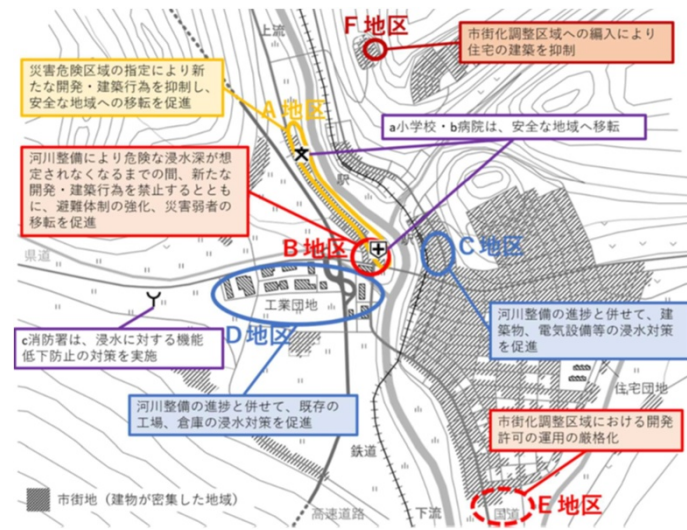 上流
F地区
市街化調整区域への編入により
住宅の建築を抑制
災害危険区域の指定により新
たな開発・建築行為を抑制し、
安全な地域への移転を促進
A地区
a小学校・b病院は、安全な地域へ移転
河川整備により危険な浸水深が想
定されなくなるまでの間、新たな
開発・建築行為を禁止するととも
に、避難体制の強化、災害弱者の
移転を促進
駅
B地区
C地区
県道
工業団地
D地区
c消防署は、浸水に対する機能
低下防止の対策を実施
河川整備の進捗と併せて、建
築物、電気設備等の浸水対策
を促進
住宅団地
河川整備の進捗と併せて、既存の
工場、倉庫の浸水対策を促進
市街化調整区域における開発
許可の運用の厳格化
鉄道
市街地（建物が密集した地域）
高速道路
下流
国道
E地区